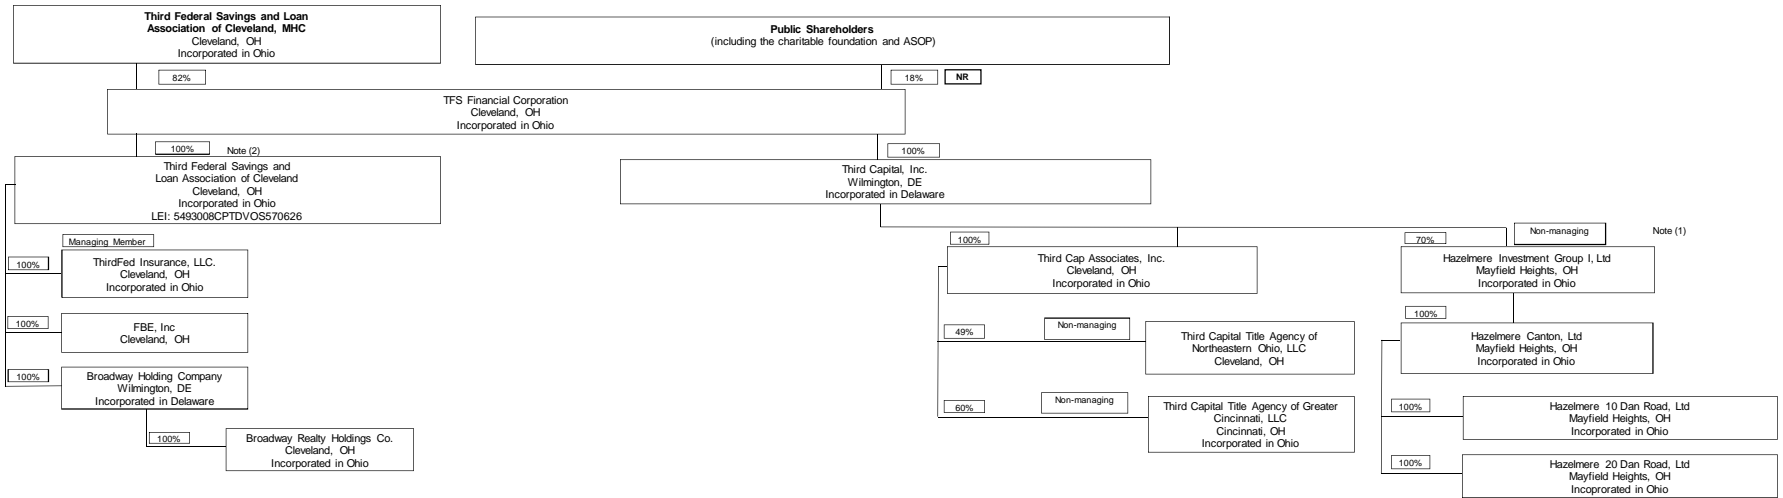 Third Federal Savings and Loan
Association of Cleveland, MHC
Cleveland, OH
Incorporated in Ohio
Public Shareholders
(including the charitable foundation and ASOP)
82%
18%
NR
TFS Financial Corporation
Cleveland, OH
Incorporated in Ohio
100%
Note (2)
100%
Third Federal Savings and
Loan Association of Cleveland
Cleveland, OH
Incorporated in Ohio
LEI: 5493008CPTDVOS570626
Third Capital, Inc.
Wilmington, DE
Incorporated in Delaware
Managing Member
100%
ThirdFed Insurance, LLC.
Cleveland, OH
Incorporated in Ohio
100%
FBE, Inc
Cleveland, OH
100%
Broadway Holding Company
Wilmington, DE
Incorporated in Delaware
100%
Broadway Realty Holdings Co.
Cleveland, OH
Incorporated in Ohio
100%
Third Cap Associates, Inc.
Cleveland, OH
Incorporated in Ohio
49%
Non-managing
Third Capital Title Agency of
Northeastern Ohio, LLC
Cleveland, OH
60%
Non-managing
Third Capital Title Agency of Greater
Cincinnati, LLC
Cincinnati, OH
Incorporated in Ohio
70%
Non-managing
Note (1)
Hazelmere Investment Group I, Ltd
Mayfield Heights, OH
Incorporated in Ohio
100%
Hazelmere Canton, Ltd
Mayfield Heights, OH
Incorporated in Ohio
100%
Hazelmere 10 Dan Road, Ltd
Mayfield Heights, OH
Incorporated in Ohio
100%
Hazelmere 20 Dan Road, Ltd
Mayfield Heights, OH
Incoprorated in Ohio